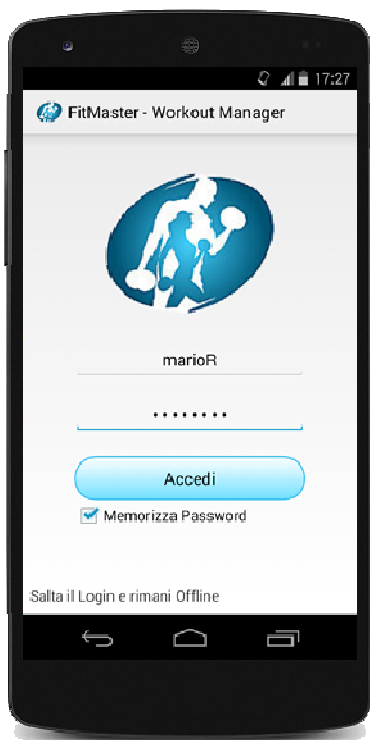 17:27
FitMaster - Workout Manager
marioR
••••••••
Accedi
Memorizza Password
Salta il Login e rimani Offline